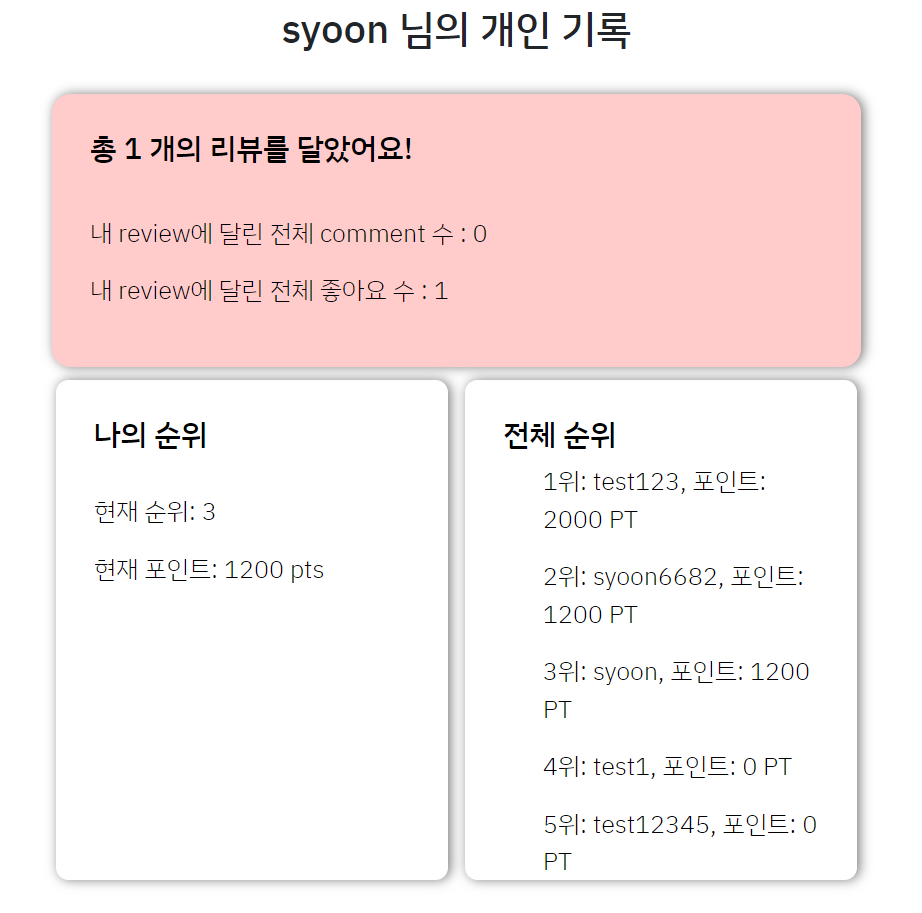 syoon 님의 개인 기록
총 1 개의 리뷰를 달았어요!
내 review에 달린 전체 comment 수 : 0
내 review에 달린 전체 좋아요 수 : 1
나의 순위
현재 순위: 3
현재 포인트: 1200 pts
전체 순위
1위: test123, 포인트:
2000 PT
2위: syoon6682, 포인트:
1200 PT
3위: syoon, 포인트: 1200
PT
4위: test1, 포인트: 0 PT
5위: test12345, 포인트: 0
PT